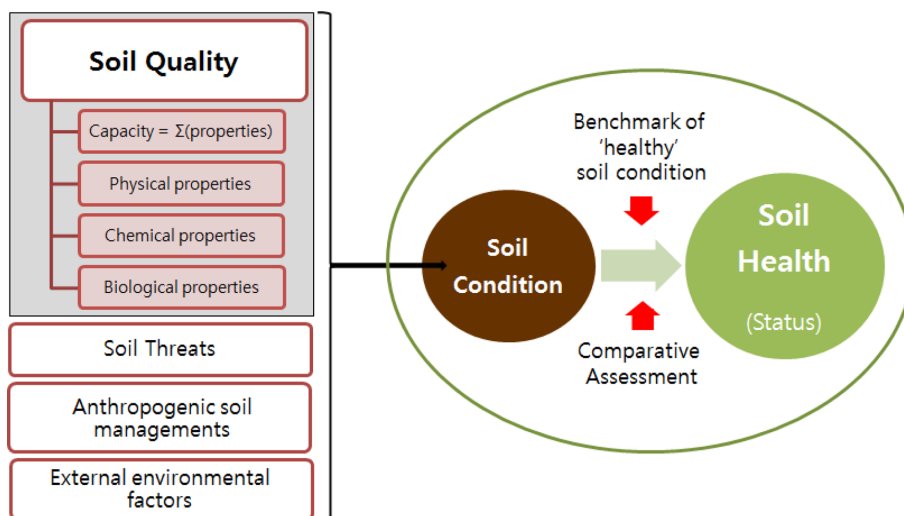 Soil Quality
Capacity = Σ(properties)
Physical properties
Chemical properties
Biological properties
Soil Threats
Anthropogenic soil
managements
External environmental
factors
Soil
Condition
Benchmark of
'healthy'
soil condition
Comparative
Assessment
Soil
Health
(Status)